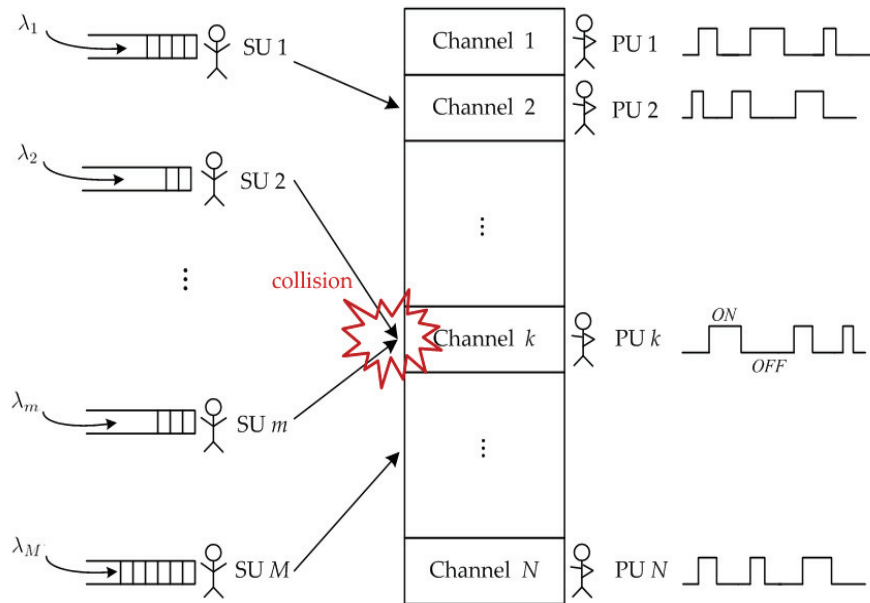 λ₁
SU 1
Channel 1
PU 1
Channel 2
PU 2
λ₂
SU 2
⋮
⋮
collision
Channel k
PU k
ON
OFF
λₘ
SU m
⋮
λ_M
SU M
Channel N
PU N